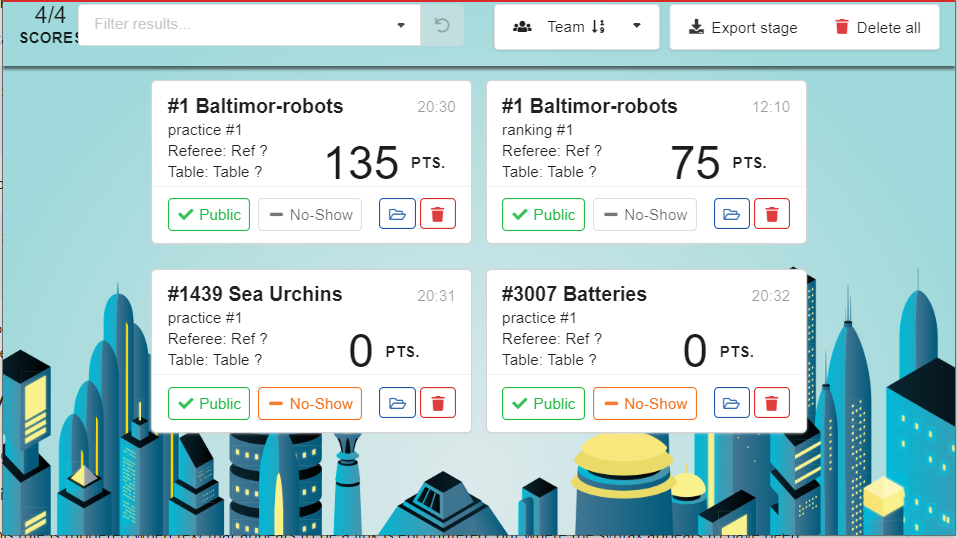 4/4
SCORES
Filter results...
Team
Export stage
Delete all
#1 Baltimor-robots 20:30
practice #1
Referee: Ref ?
Table: Table ?
135 PTS.
Public No-Show
#1 Baltimor-robots 12:10
ranking #1
Referee: Ref ?
Table: Table ?
75 PTS.
Public No-Show
#1439 Sea Urchins 20:31
practice #1
Referee: Ref ?
Table: Table ?
0 PTS.
Public No-Show
#3007 Batteries 20:32
practice #1
Referee: Ref ?
Table: Table ?
0 PTS.
Public No-Show